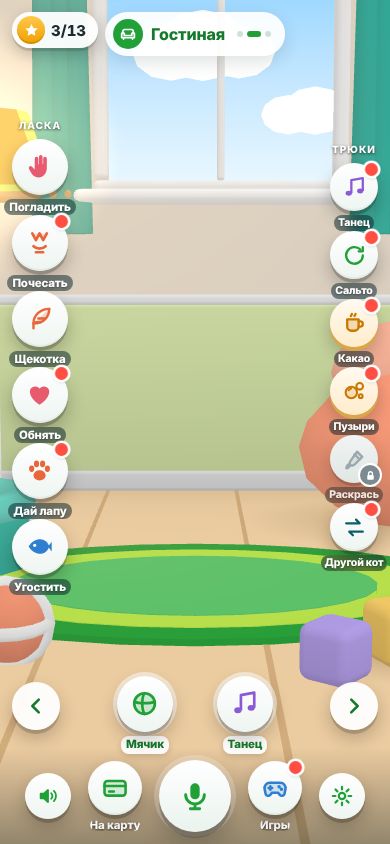 3/13
Гостиная
ЛАСКА
ТРЮКИ
Погладить
Танец
Почесать
Сальто
Щекотка
Какао
Обнять
Пузыри
Дай лапу
Раскрась
Угостить
Другой кот
Мячик
Танец
На карту
Игры